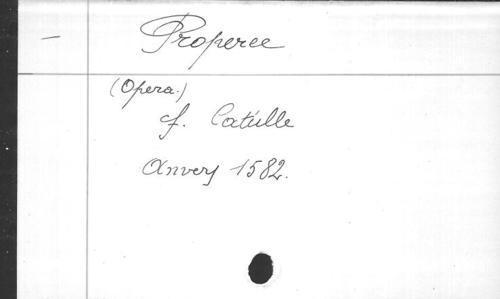 —
Properce
(Opera.)
cf. Catulle
Anvers 1582.